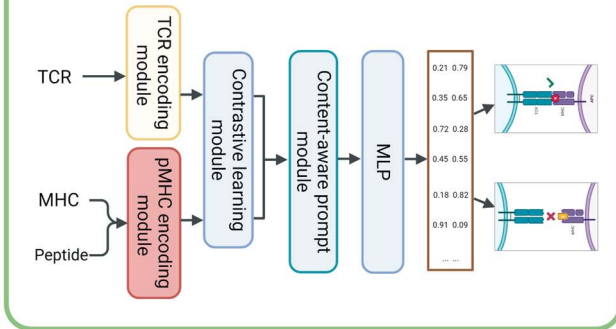 TCR
TCR encoding
module
MHC
Peptide
pMHC encoding
module
Contrastive learning
module
Content-aware prompt
module
MLP
0.21 0.79
0.35 0.65
0.72 0.28
0.45 0.55
0.18 0.82
0.91 0.09
... ...